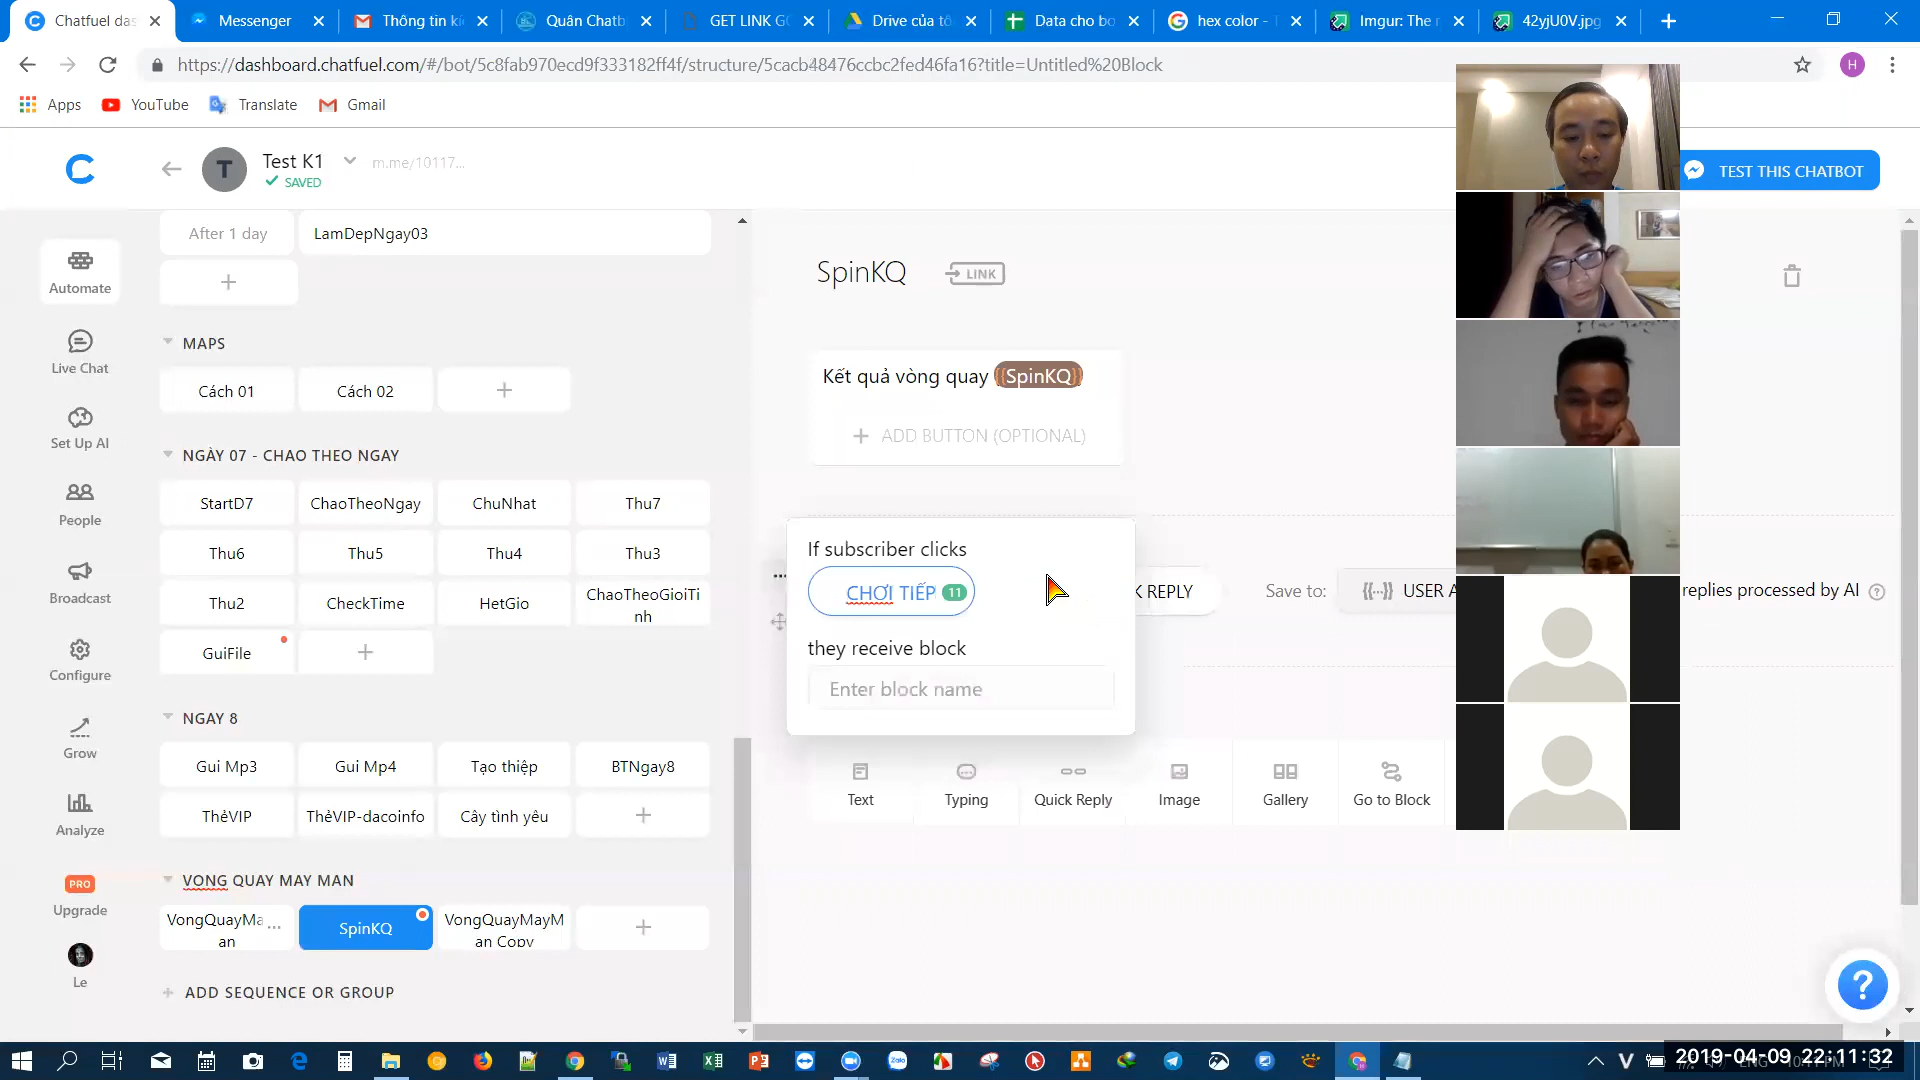 Chatfuel das
Messenger
Thông tin ki
Quân Chatb
GET LINK GO
Drive của tô
Data cho bo
hex color -
Imgur: The
42yjU0V.jpg
https://dashboard.chatfuel.com/#/bot/5c8fab970ecd9f333182ff4f/structure/5cacb48476ccbc2fed46fa16?title=Untitled%20Block
H
Apps
YouTube
Translate
Gmail
T
Test K1
m.me/10117...
SAVED
TEST THIS CHATBOT
Automate
Live Chat
Set Up AI
People
Broadcast
Configure
Grow
Analyze
PRO
Upgrade
Le
After 1 day
LamDepNgay03
MAPS
Cách 01
Cách 02
NGÀY 07 - CHAO THEO NGAY
StartD7
ChaoTheoNgay
ChuNhat
Thu7
Thu6
Thu5
Thu4
Thu3
Thu2
CheckTime
HetGio
ChaoTheoGioiTi
nh
GuiFile
NGAY 8
Gui Mp3
Gui Mp4
Tạo thiệp
BTNgay8
ThẻVIP
ThẻVIP-dacoinfo
Cây tình yêu
VONG QUAY MAY MAN
VongQuayMa
an
...
SpinKQ
VongQuayMayM
an Copy
ADD SEQUENCE OR GROUP
SpinKQ
LINK
Kết quả vòng quay {{SpinKQ}}
ADD BUTTON (OPTIONAL)
If subscriber clicks
CHƠI TIẾP 11
they receive block
Enter block name
K REPLY
Save to:
{...} USER A
replies processed by AI
Text
Typing
Quick Reply
Image
Gallery
Go to Block
2019-04-09 22:11:32